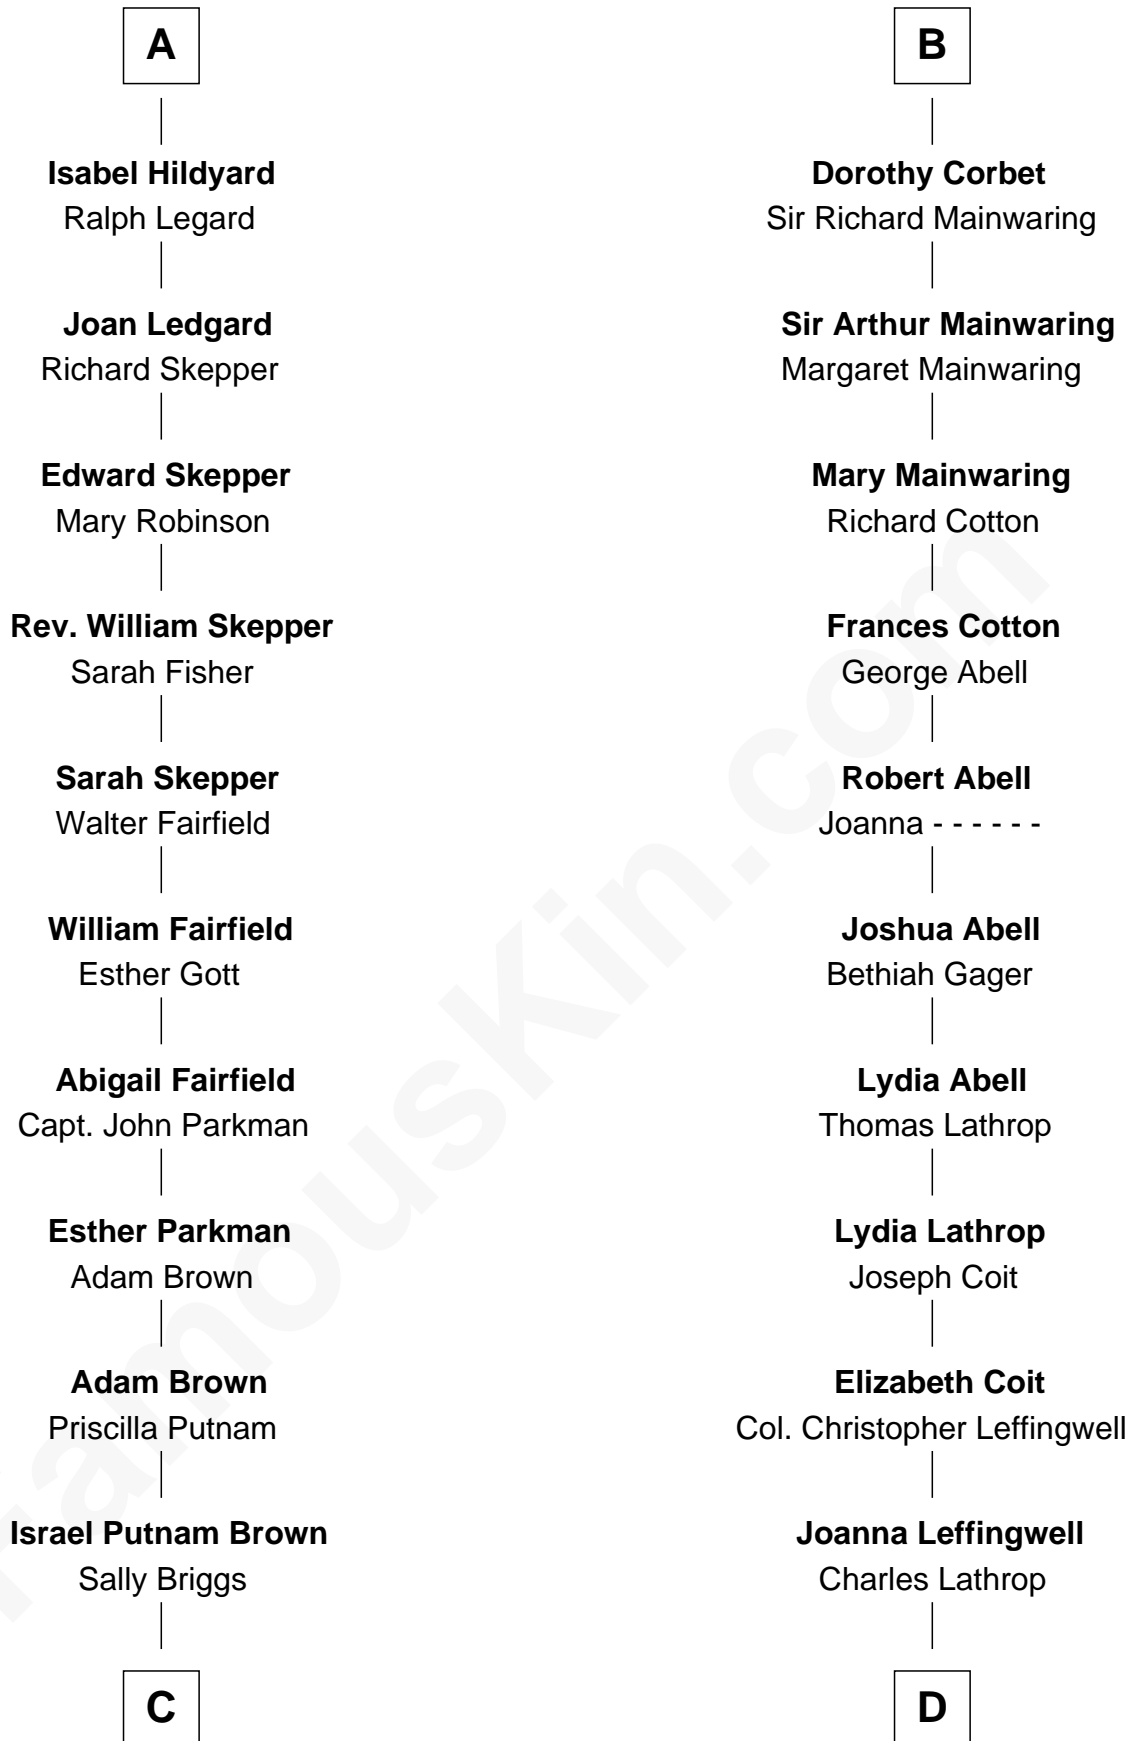 A
Isabel Hildyard
Ralph Legard
Joan Ledgard
Richard Skepper
Edward Skepper
Mary Robinson
Rev. William Skepper
Sarah Fisher
Sarah Skepper
Walter Fairfield
William Fairfield
Esther Gott
Abigail Fairfield
Capt. John Parkman
Esther Parkman
Adam Brown
Adam Brown
Priscilla Putnam
Israel Putnam Brown
Sally Briggs
C
B
Dorothy Corbet
Sir Richard Mainwaring
Sir Arthur Mainwaring
Margaret Mainwaring
Mary Mainwaring
Richard Cotton
Frances Cotton
George Abell
Robert Abell
Joanna - - - - - -
Joshua Abell
Bethiah Gager
Lydia Abell
Thomas Lathrop
Lydia Lathrop
Joseph Coit
Elizabeth Coit
Col. Christopher Leffingwell
Joanna Leffingwell
Charles Lathrop
D
FamousKin.com